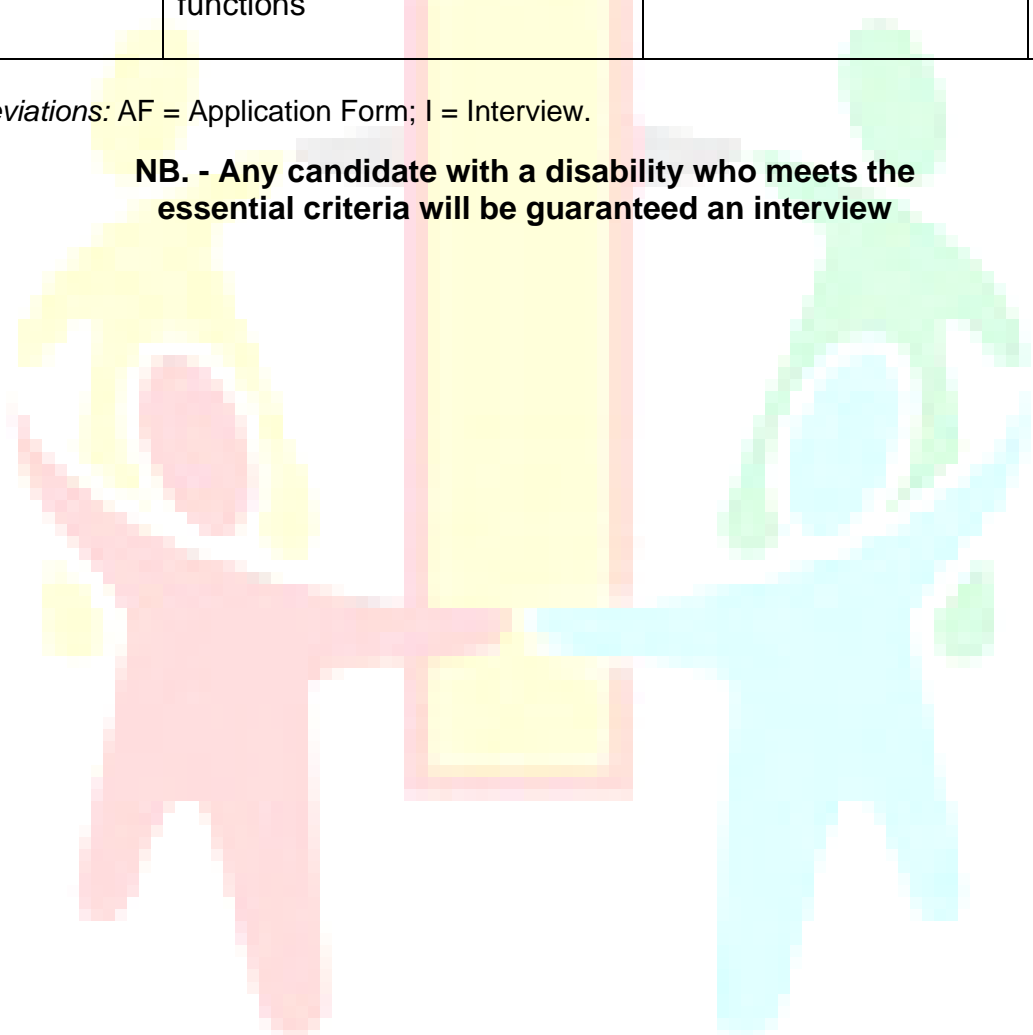 functions
eviations: AF = Application Form; I = Interview.
NB. - Any candidate with a disability who meets the
essential criteria will be guaranteed an interview